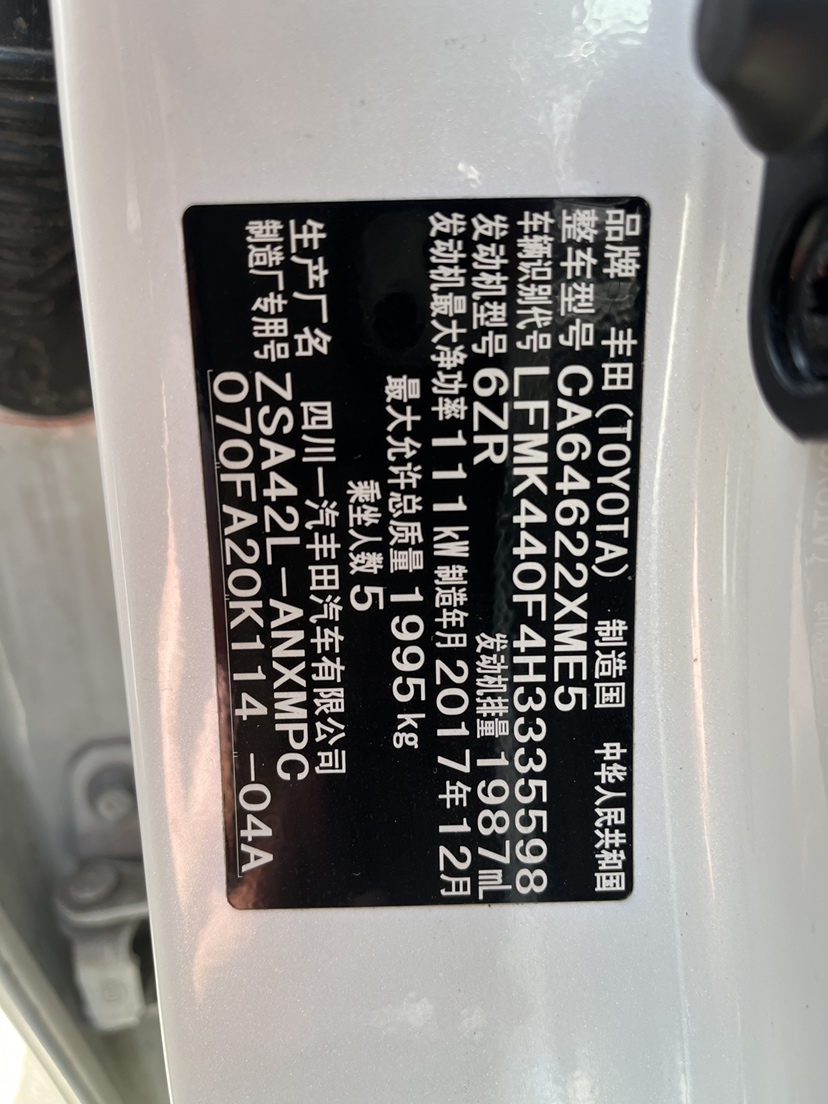 品牌 丰田(TOYOTA) 制造国 中华人民共和国
整车型号 CA64622XME5
车辆识别代号 LFMK440F4H3335598
发动机型号 6ZR 发动机排量 1987mL
发动机最大净功率 111kW 制造年月 2017年12月
最大允许总质量 1995kg
乘坐人数 5
生产厂名 四川一汽丰田汽车有限公司
制造厂专用号 ZSA42L-ANXMPC
070FA20K114 -04A